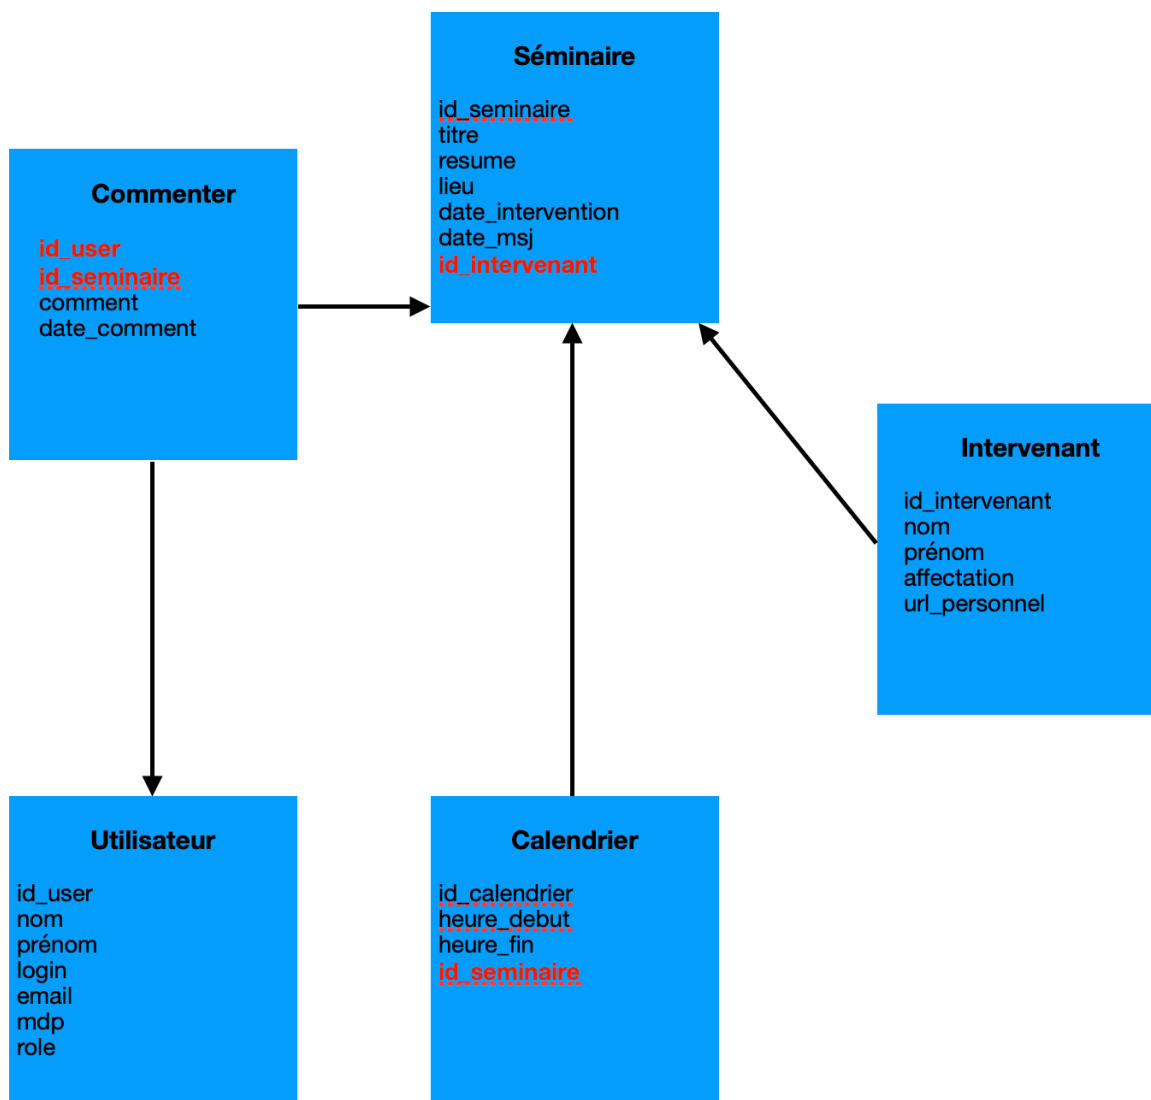 Séminaire
id_seminaire
titre
resume
lieu
date_intervention
date_msj
id_intervenant
Commenter
id_user
id_seminaire
comment
date_comment
Intervenant
id_intervenant
nom
prénom
affectation
url_personnel
Utilisateur
id_user
nom
prénom
login
email
mdp
role
Calendrier
id_calendrier
heure_debut
heure_fin
id_seminaire